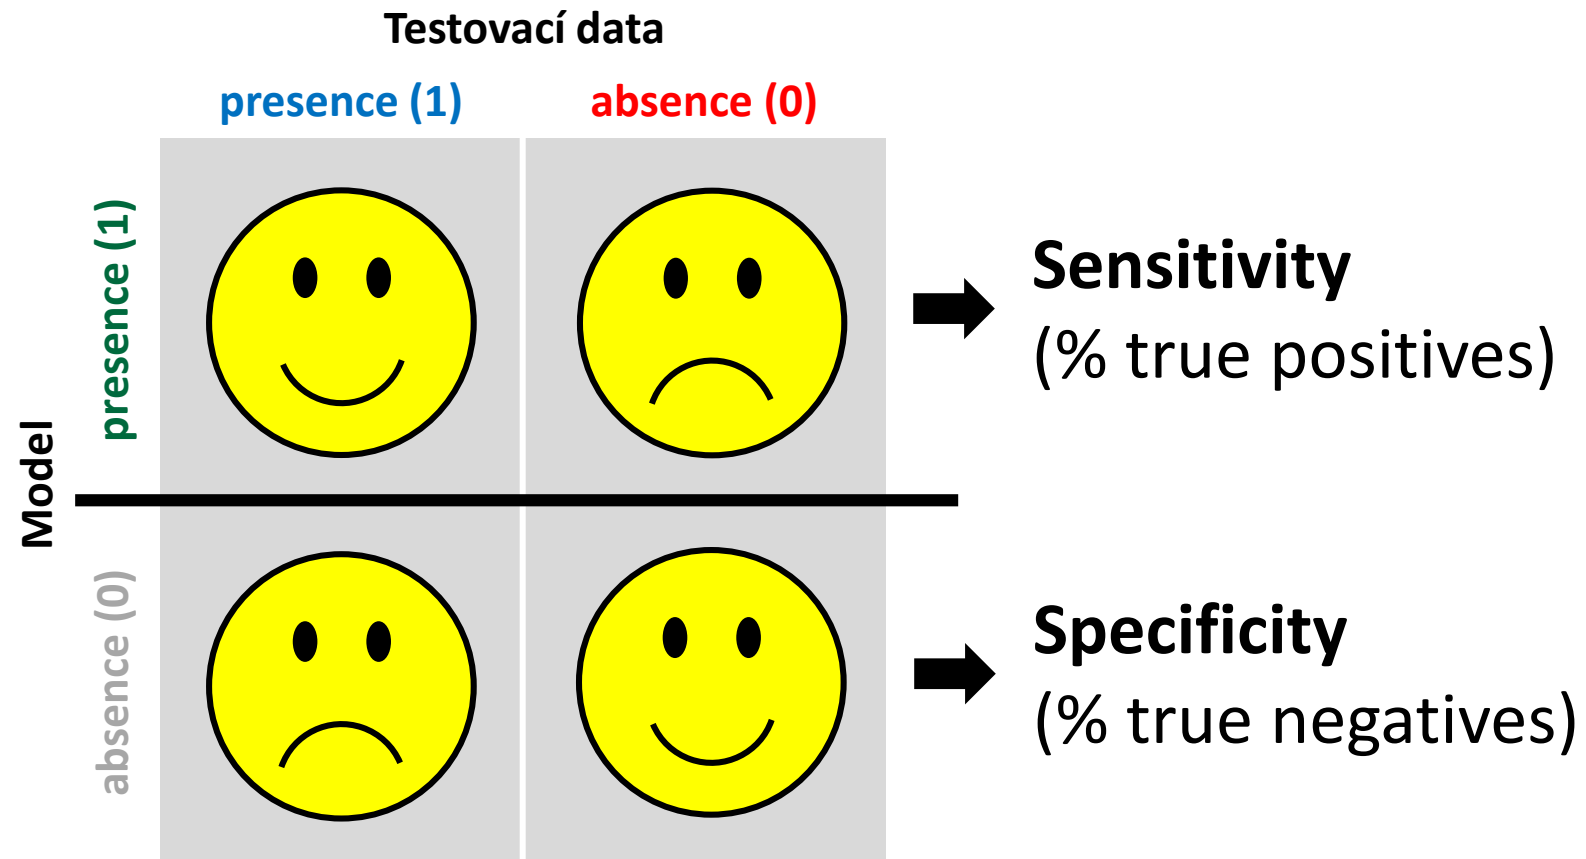 Testovací data
presence (1)
absence (0)
Model
presence (1)
absence (0)
Sensitivity
(% true positives)
Specificity
(% true negatives)